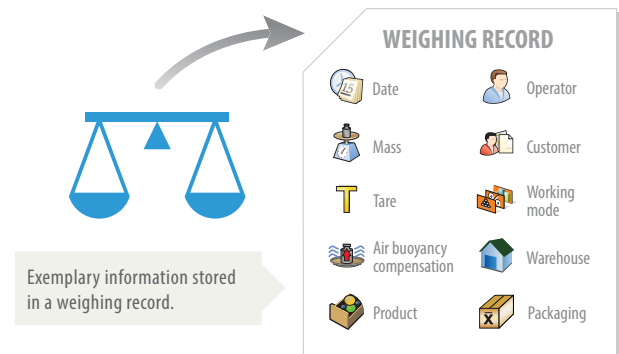 WEIGHING RECORD
Date
Operator
Mass
Customer
Tare
Working
mode
Air buoyancy
compensation
Warehouse
Product
Packaging
Exemplary information stored
in a weighing record.
15
T
x̄